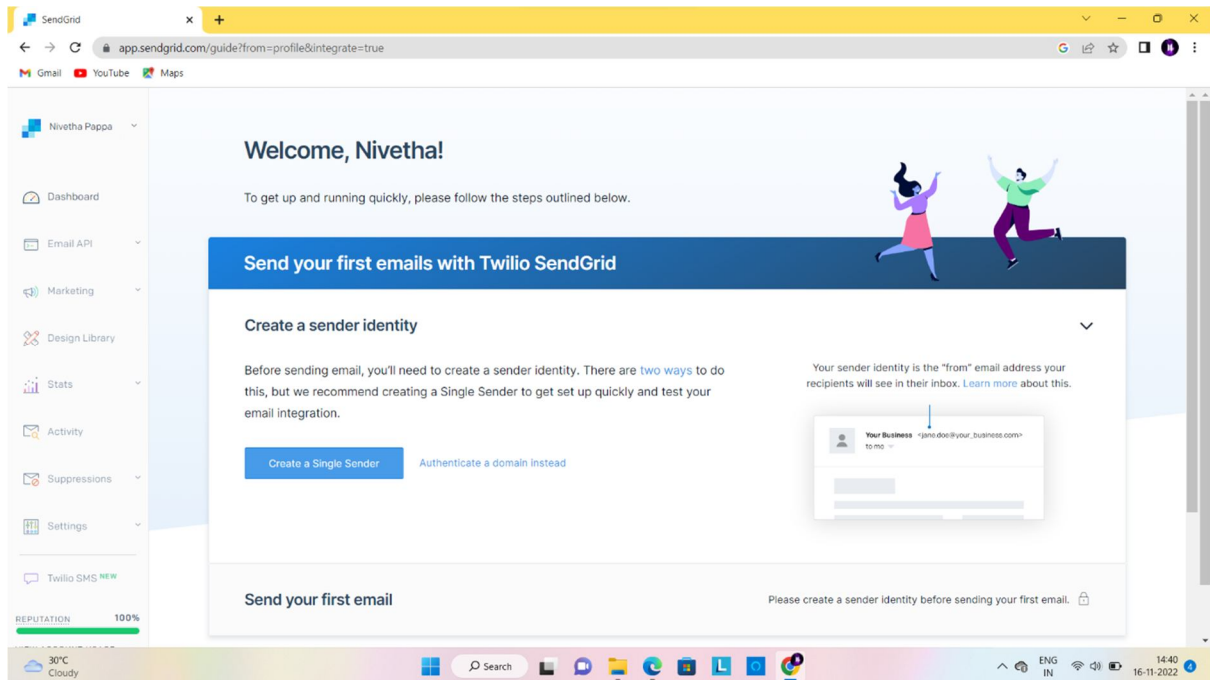 SendGrid
app.sendgrid.com/guide?from=profile&integrate=true
Gmail YouTube Maps
Nivetha Pappa
Dashboard
Email API
Marketing
Design Library
Stats
Activity
Suppressions
Settings
Twilio SMS NEW
REPUTATION 100%
Welcome, Nivetha!
To get up and running quickly, please follow the steps outlined below.
Send your first emails with Twilio SendGrid
Create a sender identity
Before sending email, you'll need to create a sender identity. There are two ways to do
this, but we recommend creating a Single Sender to get set up quickly and test your
email integration.
Create a Single Sender Authenticate a domain instead
Your sender identity is the "from" email address your
recipients will see in their inbox. Learn more about this.
Your Business <jane.doe@your_business.com>
to me
Send your first email
Please create a sender identity before sending your first email.
30°C
Cloudy
Search
ENG
IN
14:40
16-11-2022
4